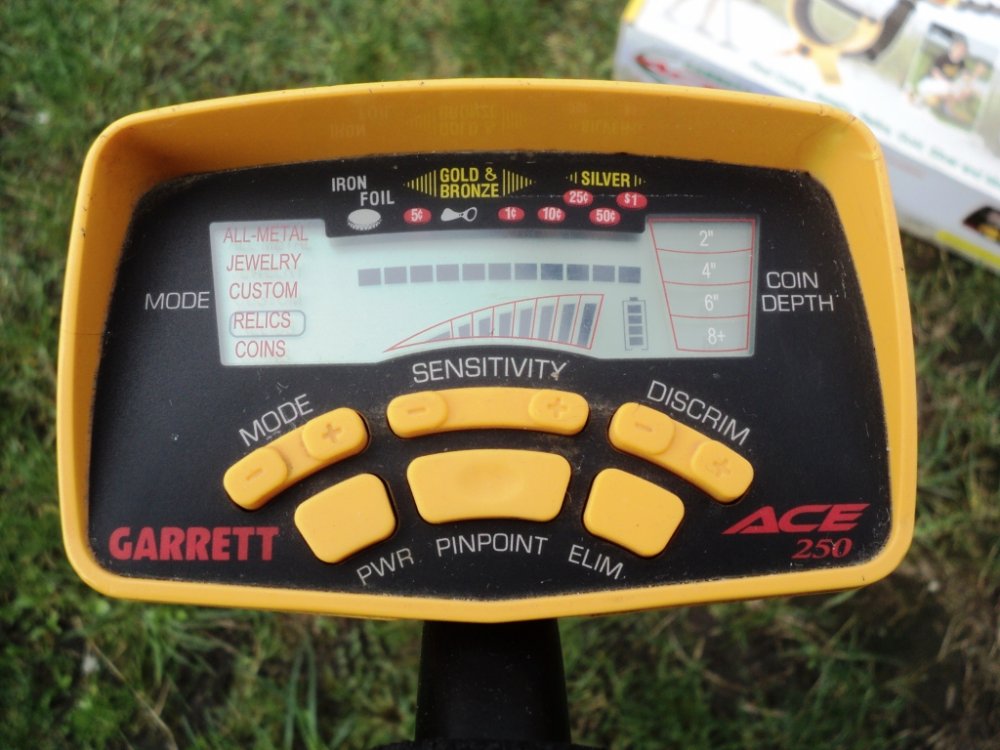 IRON
FOIL
GOLD &
BRONZE
SILVER
5¢
1¢
10¢
25¢
50¢
$1
MODE
ALL-METAL
JEWELRY
CUSTOM
RELICS
COINS
2"
4"
6"
8+
COIN
DEPTH
SENSITIVITY
MODE
DISCRIM
- +
- +
- +
GARRETT
PWR
PINPOINT
ELIM
ACE
250